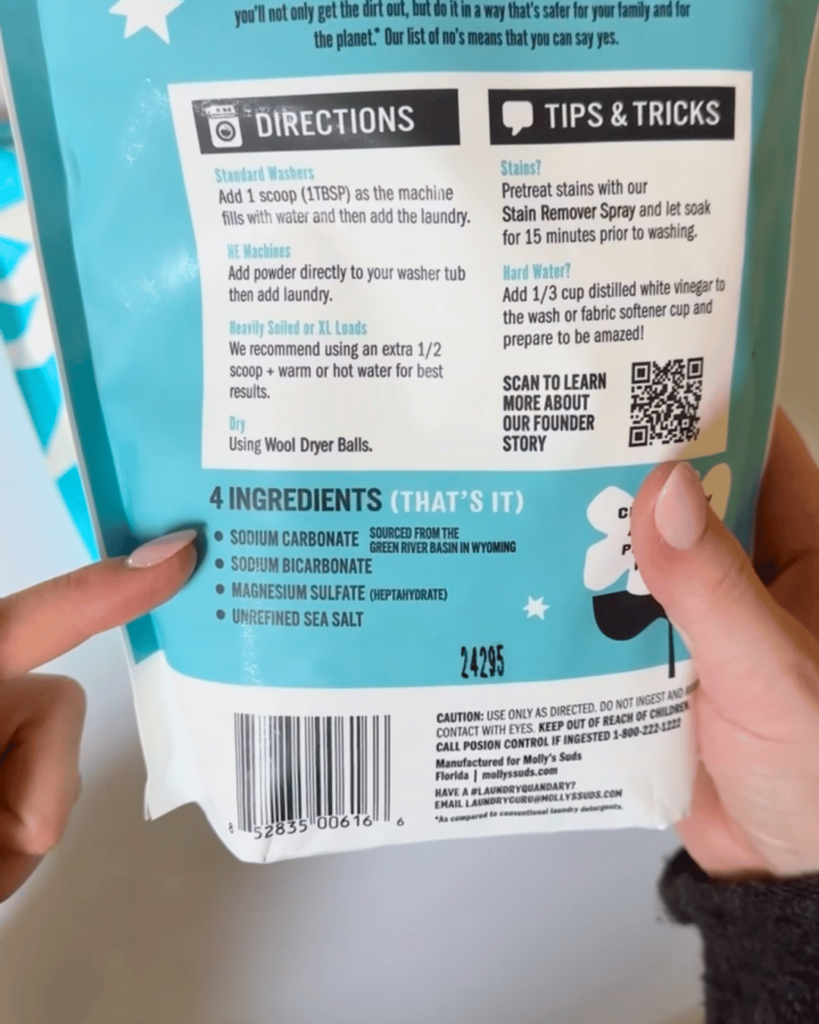 you'll not only get the dirt out, but do it in a way that's safer for your family and for
the planet.* Our list of no's means that you can say yes.
DIRECTIONS
Standard Washers
Add 1 scoop (1TBSP) as the machine
fills with water and then add the laundry.
HE Machines
Add powder directly to your washer tub
then add laundry.
Heavily Soiled or XL Loads
We recommend using an extra 1/2
scoop + warm or hot water for best
results.
Dry
Using Wool Dryer Balls.
TIPS & TRICKS
Stains?
Pretreat stains with our
Stain Remover Spray and let soak
for 15 minutes prior to washing.
Hard Water?
Add 1/3 cup distilled white vinegar to
the wash or fabric softener cup and
prepare to be amazed!
SCAN TO LEARN
MORE ABOUT
OUR FOUNDER
STORY
4 INGREDIENTS (THAT'S IT)
• SODIUM CARBONATE SOURCED FROM THE
GREEN RIVER BASIN IN WYOMING
• SODIUM BICARBONATE
• MAGNESIUM SULFATE (HEPTAHYDRATE)
• UNREFINED SEA SALT
24295
CAUTION: USE ONLY AS DIRECTED. DO NOT INGEST AND
CONTACT WITH EYES. KEEP OUT OF REACH OF CHILDREN
CALL POSION CONTROL IF INGESTED 1-800-222-1222
Manufactured for Molly's Suds
Florida | mollyssuds.com
HAVE A #LAUNDRYQUANDARY?
EMAIL LAUNDRYGURU@MOLLYSSUDS.COM
*As compared to conventional laundry detergents.
8 52835 00616 6